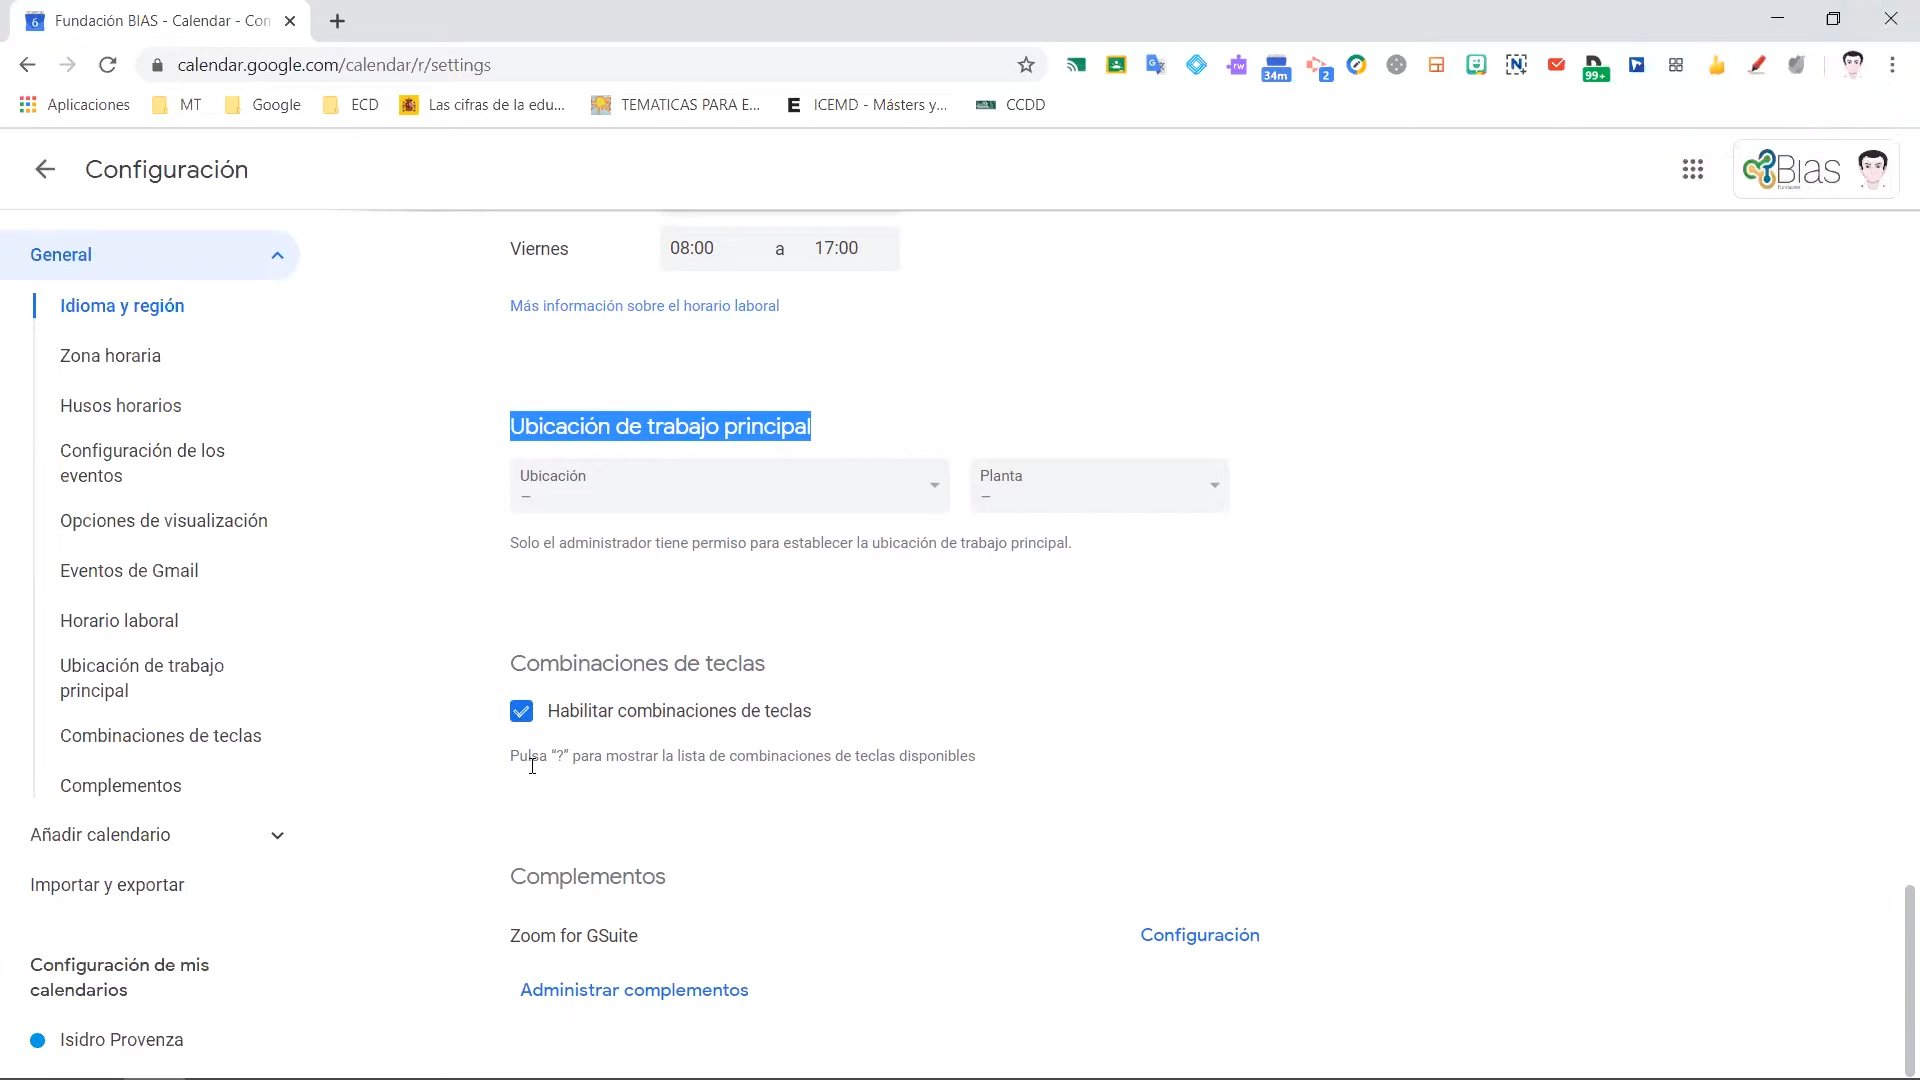 Fundación BIAS - Calendar - Con
calendar.google.com/calendar/r/settings
34m
2
99+
Aplicaciones MT Google ECD Las cifras de la edu... TEMATICAS PARA E... ICEMD - Másters y... CCDD
Configuración
Bias
Fundación
General
Idioma y región
Zona horaria
Husos horarios
Configuración de los
eventos
Opciones de visualización
Eventos de Gmail
Horario laboral
Ubicación de trabajo
principal
Combinaciones de teclas
Complementos
Añadir calendario
Importar y exportar
Configuración de mis
calendarios
Isidro Provenza
Viernes 08:00 a 17:00
Más información sobre el horario laboral
Ubicación de trabajo principal
Ubicación
–
Planta
–
Solo el administrador tiene permiso para establecer la ubicación de trabajo principal.
Combinaciones de teclas
Habilitar combinaciones de teclas
Pulsa “?” para mostrar la lista de combinaciones de teclas disponibles
Complementos
Zoom for GSuite Configuración
Administrar complementos